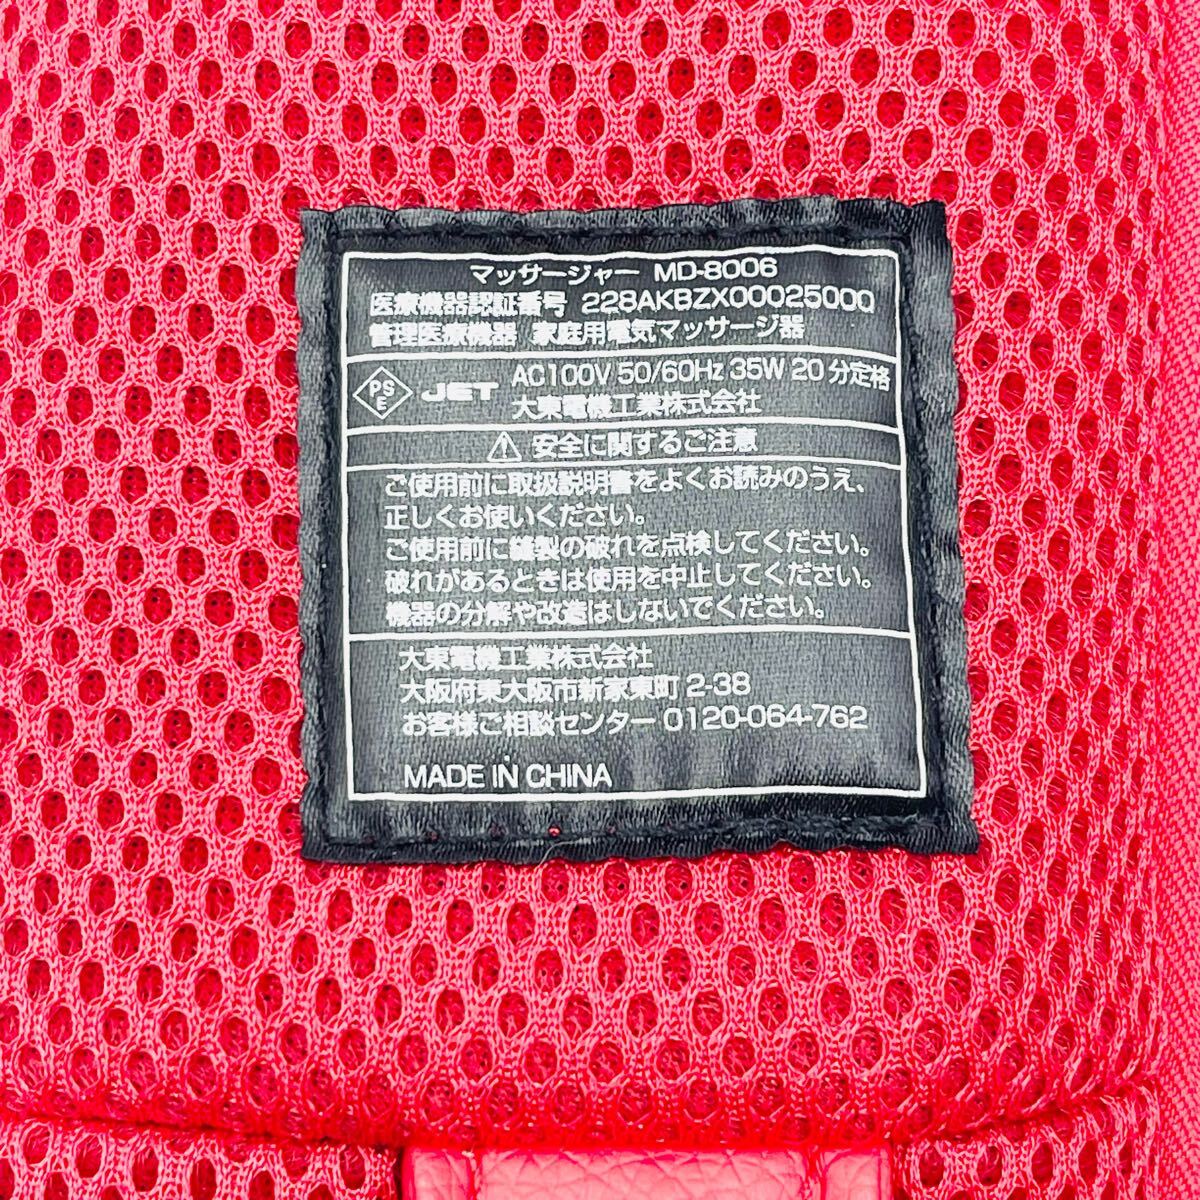 マッサージャー MD-8006
医療機器認証番号 228AKBZX00025000
管理医療機器 家庭用電気マッサージ器
PS
E
JET
AC100V 50/60Hz 35W 20分定格
大東電機工業株式会社
安全に関するご注意
ご使用前に取扱説明書をよくお読みのうえ、
正しくお使いください。
ご使用前に縫製の破れを点検してください。
破れがあるときは使用を中止してください。
機器の分解や改造はしないでください。
大東電機工業株式会社
大阪府東大阪市新家東町 2-38
お客様ご相談センター 0120-064-762
MADE IN CHINA